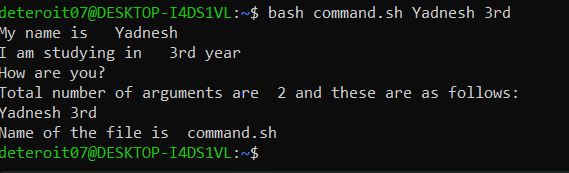 deteroit07@DESKTOP-I4DS1VL:~$ bash command.sh Yadnesh 3rd
My name is   Yadnesh
I am studying in   3rd year
How are you?
Total number of arguments are  2 and these are as follows:
Yadnesh 3rd
Name of the file is  command.sh
deteroit07@DESKTOP-I4DS1VL:~$